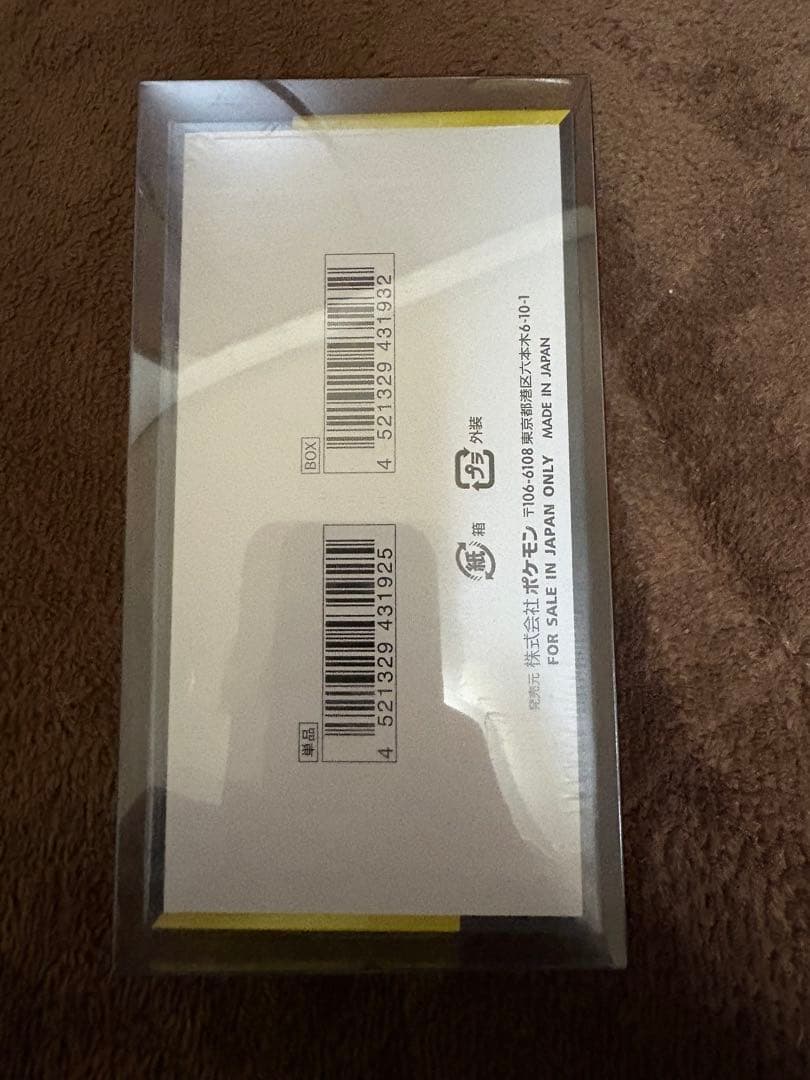 単品
4 521329 431925
BOX
4 521329 431932
紙 箱
プラ 外装
発売元 株式会社ポケモン 〒106-6108 東京都港区六本木6-10-1
FOR SALE IN JAPAN ONLY MADE IN JAPAN